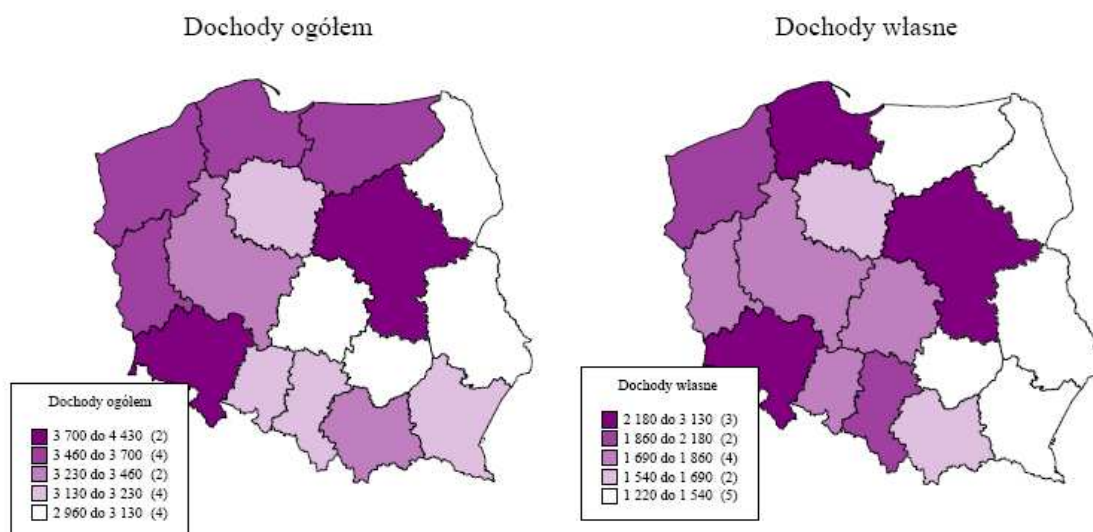 Dochody ogółem
Dochody własne
Dochody ogółem
3 700 do 4 430 (2)
3 460 do 3 700 (4)
3 230 do 3 460 (2)
3 130 do 3 230 (4)
2 960 do 3 130 (4)
Dochody własne
2 180 do 3 130 (3)
1 860 do 2 180 (2)
1 690 do 1 860 (4)
1 540 do 1 690 (2)
1 220 do 1 540 (5)